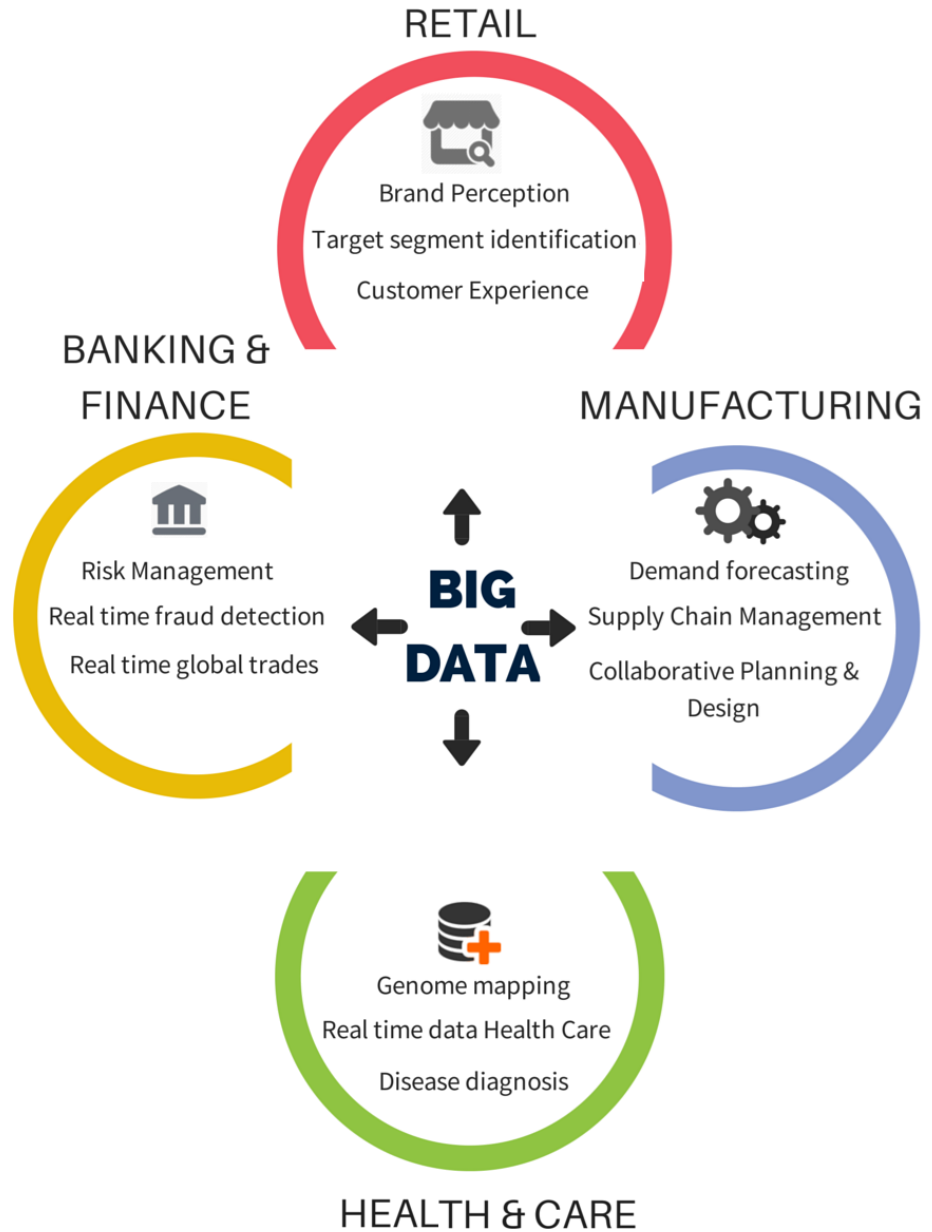 RETAIL
Brand Perception
Target segment identification
Customer Experience
BANKING &
FINANCE
Risk Management
Real time fraud detection
Real time global trades
BIG
DATA
MANUFACTURING
Demand forecasting
Supply Chain Management
Collaborative Planning &
Design
Genome mapping
Real time data Health Care
Disease diagnosis
HEALTH & CARE